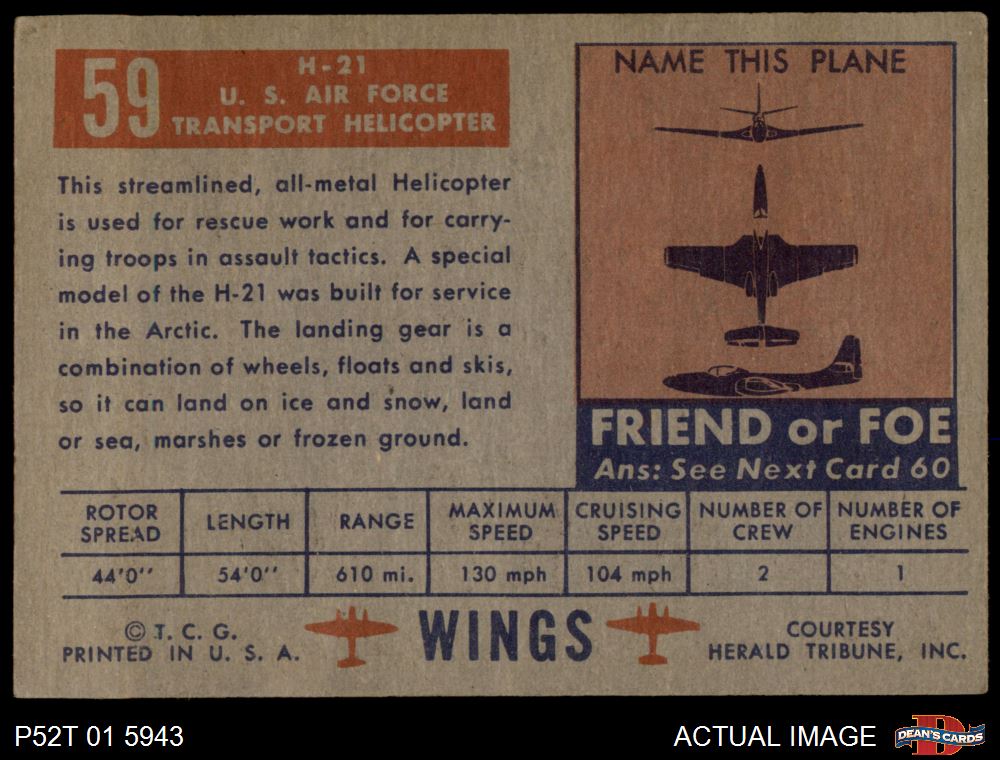 59
H-21
U. S. AIR FORCE
TRANSPORT HELICOPTER
This streamlined, all-metal Helicopter
is used for rescue work and for carry-
ing troops in assault tactics. A special
model of the H-21 was built for service
in the Arctic. The landing gear is a
combination of wheels, floats and skis,
so it can land on ice and snow, land
or sea, marshes or frozen ground.
NAME THIS PLANE
FRIEND or FOE
Ans: See Next Card 60
ROTOR SPREAD LENGTH RANGE MAXIMUM SPEED CRUISING SPEED NUMBER OF CREW NUMBER OF ENGINES
44'0'' 54'0'' 610 mi. 130 mph 104 mph 2 1
© T. C. G.
PRINTED IN U. S. A.
WINGS
COURTESY
HERALD TRIBUNE, INC.
P52T 01 5943
ACTUAL IMAGE
D
DEAN'S CARDS